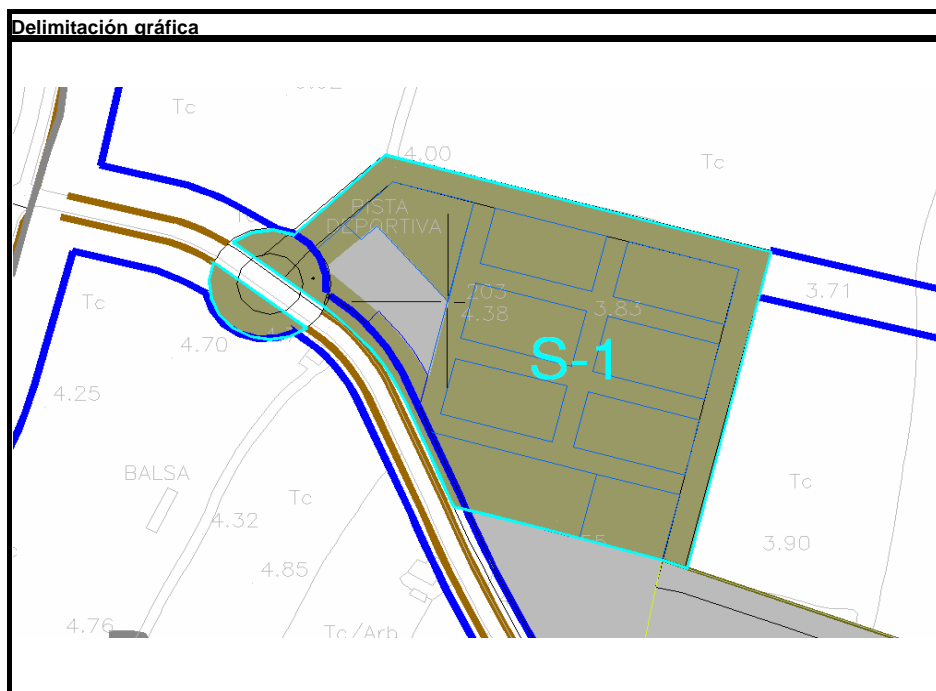 Delimitación gráfica
Tc
4.00
Tc
PISTA
DEPORTIVA
203
4.38
3.83
3.71
S-1
Tc
4.70
4.25
BALSA
Tc
Tc
4.32
3.90
4.85
4.76
Tc/Arb